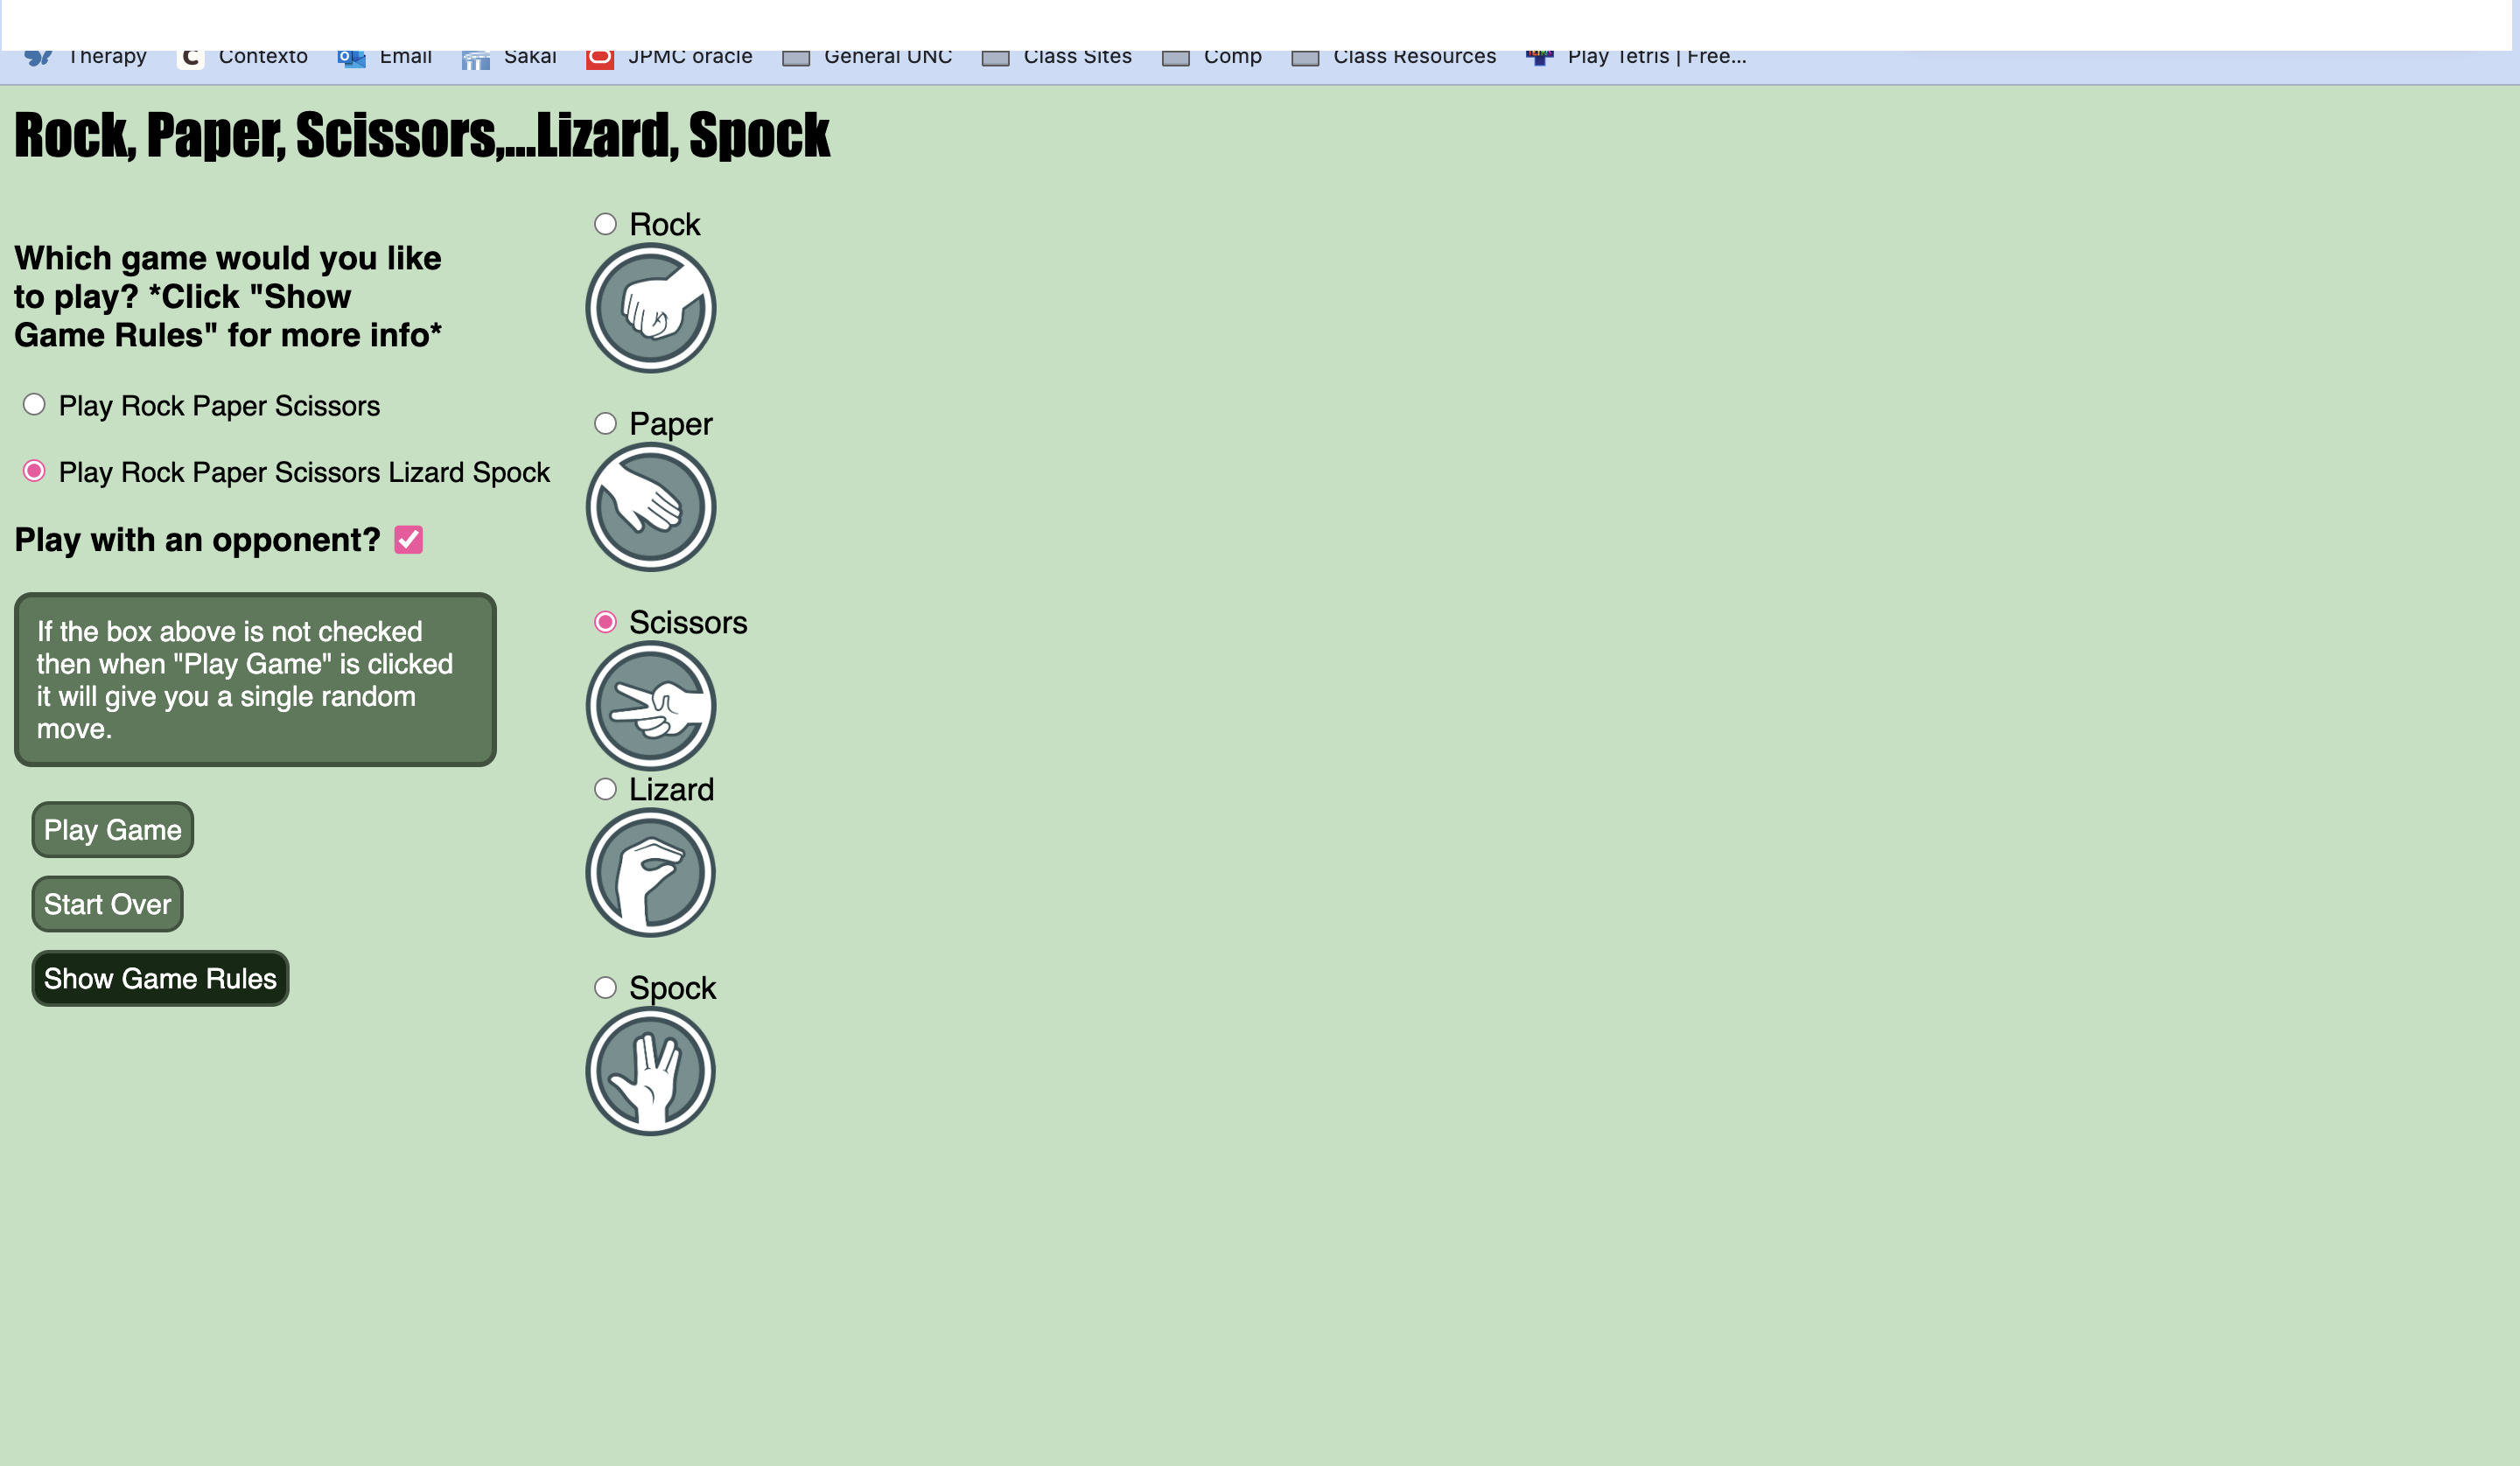 Therapy C Contexto Email Sakai JPMC oracle General UNC Class Sites Comp Class Resources Play Tetris | Free...
Rock, Paper, Scissors,...Lizard, Spock
Which game would you like
to play? *Click "Show
Game Rules" for more info*
Play Rock Paper Scissors
Play Rock Paper Scissors Lizard Spock
Play with an opponent?
If the box above is not checked
then when "Play Game" is clicked
it will give you a single random
move.
Play Game
Start Over
Show Game Rules
Rock
Paper
Scissors
Lizard
Spock